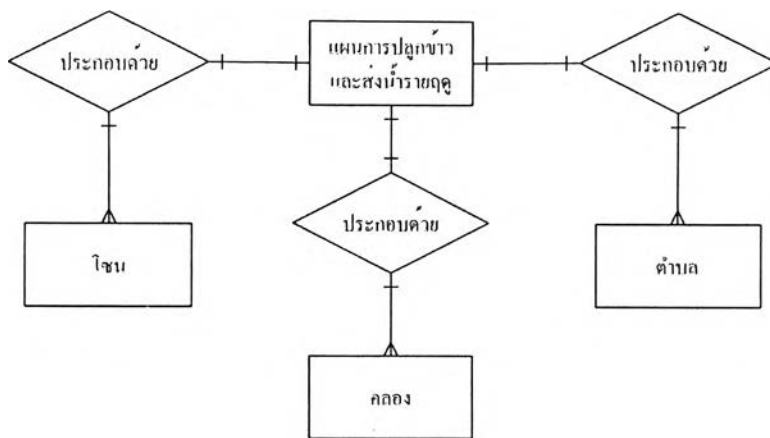 ประกอบด้วย
แผนการปลูกข้าว
และส่งน้ำรายฤดู
ประกอบด้วย
ประกอบด้วย
โซน
ตำบล
คลอง